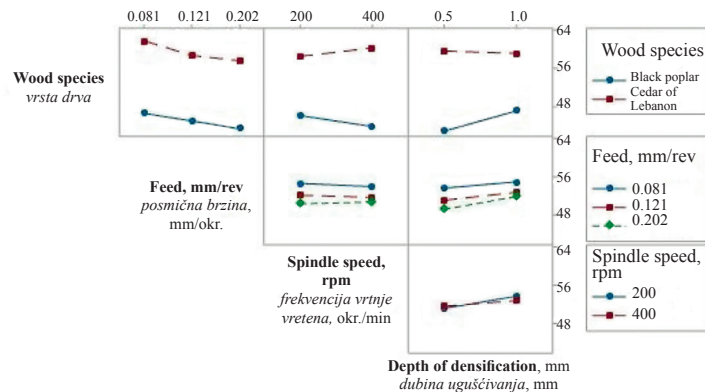 0.081 0.121 0.202 200 400 0.5 1.0
64
56
48
Wood species
vrsta drva
Wood species
Black poplar
Cedar of
Lebanon
64
56
48
Feed, mm/rev
posmična brzina,
mm/okr.
Feed, mm/rev
0.081
0.121
0.202
64
56
48
Spindle speed,
rpm
frekvencija vrtnje
vretena, okr./min
Spindle speed,
rpm
200
400
Depth of densification, mm
dubina ugušćivanja, mm